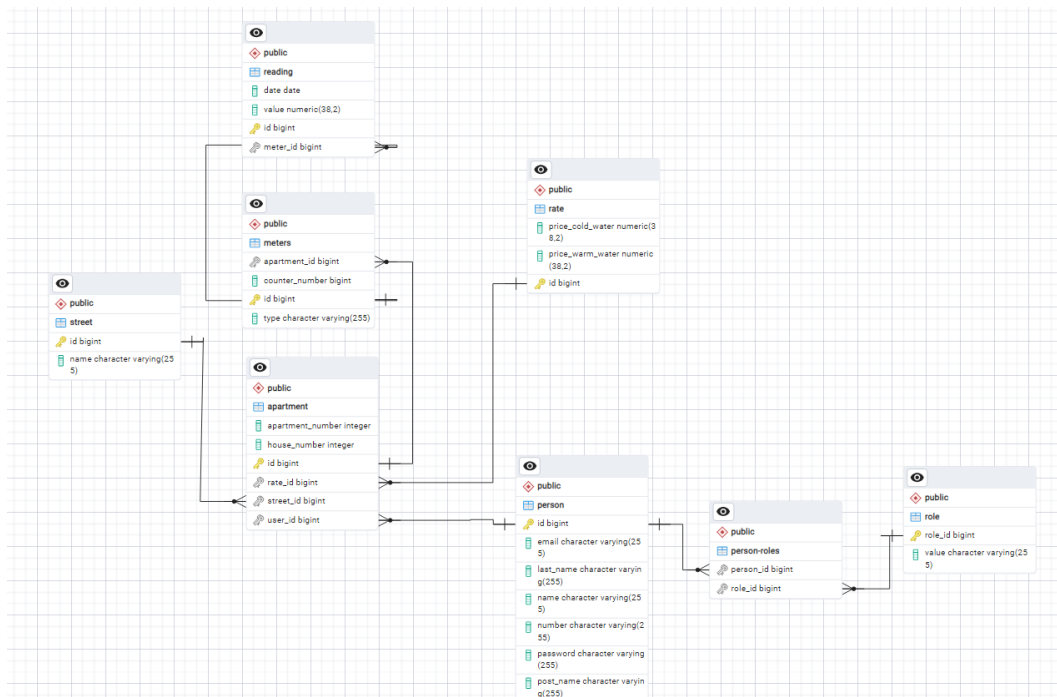 public
reading
date date
value numeric(38,2)
id bigint
meter_id bigint
public
meters
apartment_id bigint
counter_number bigint
id bigint
type character varying(255)
public
rate
price_cold_water numeric(3
8,2)
price_warm_water numeric
(38,2)
id bigint
public
street
id bigint
name character varying(25
5)
public
apartment
apartment_number integer
house_number integer
id bigint
rate_id bigint
street_id bigint
user_id bigint
public
person
id bigint
email character varying(25
5)
last_name character varyin
g(255)
name character varying(25
5)
number character varying(2
55)
password character varying
(255)
post_name character varyin
g(255)
public
person-roles
person_id bigint
role_id bigint
public
role
role_id bigint
value character varying(25
5)